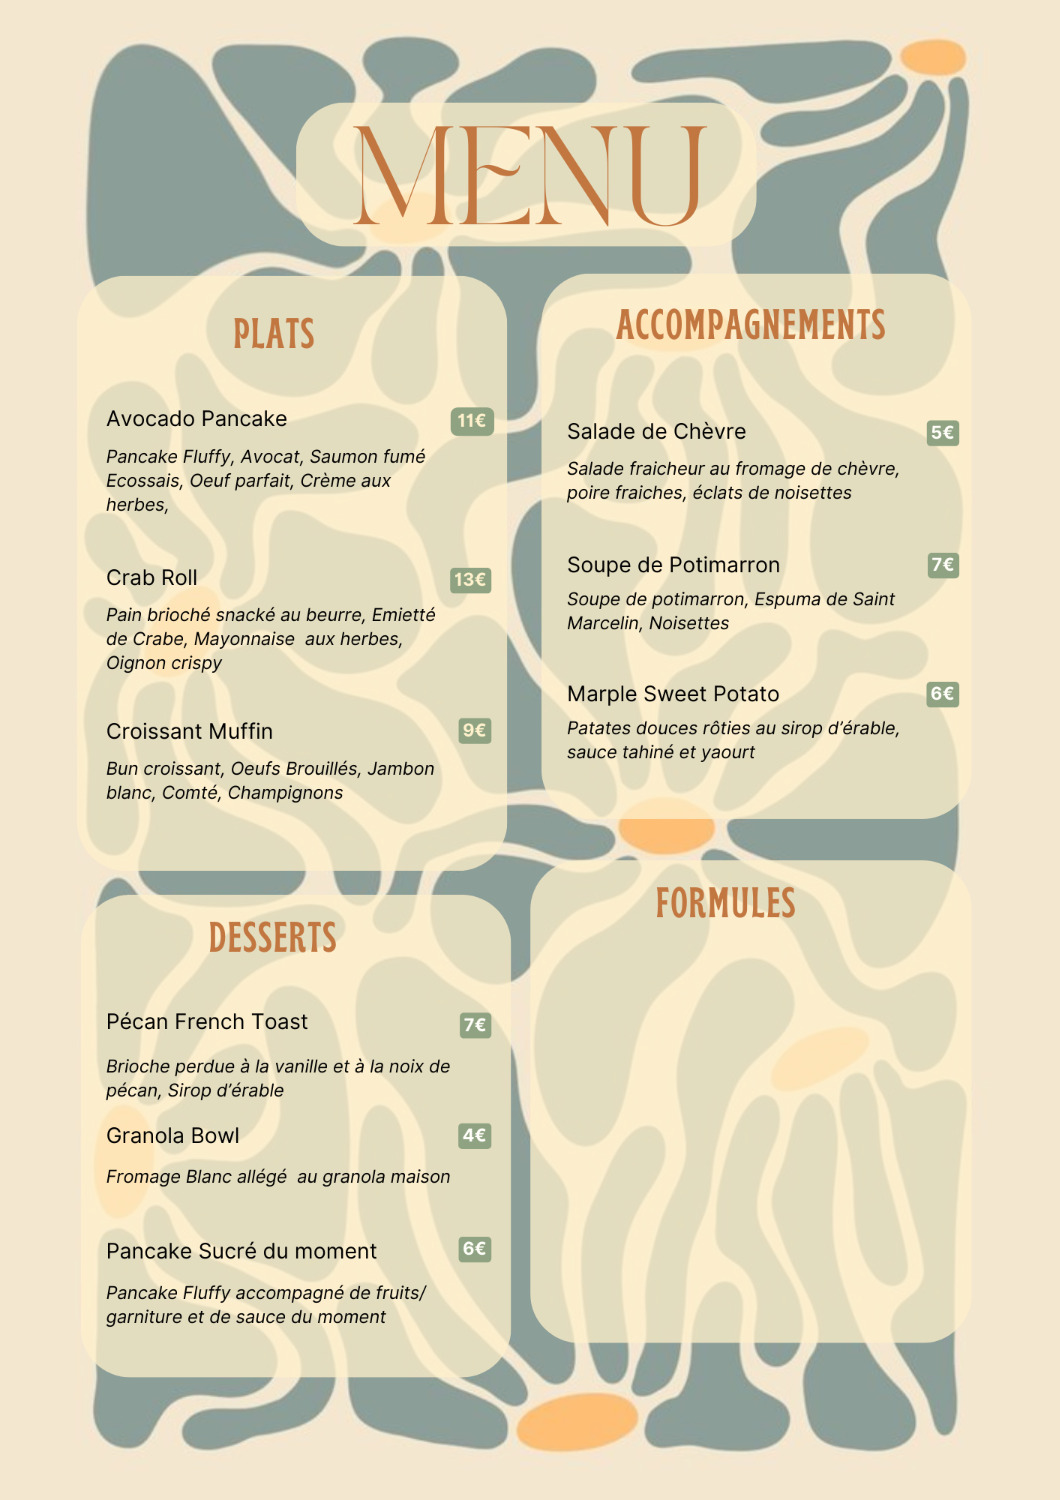 MENU
PLATS
Avocado Pancake 11€
Pancake Fluffy, Avocat, Saumon fumé
Ecossais, Oeuf parfait, Crème aux
herbes,
Crab Roll 13€
Pain brioché snacké au beurre, Emietté
de Crabe, Mayonnaise  aux herbes,
Oignon crispy
Croissant Muffin 9€
Bun croissant, Oeufs Brouillés, Jambon
blanc, Comté, Champignons
ACCOMPAGNEMENTS
Salade de Chèvre 5€
Salade fraicheur au fromage de chèvre,
poire fraiches, éclats de noisettes
Soupe de Potimarron 7€
Soupe de potimarron, Espuma de Saint
Marcelin, Noisettes
Marple Sweet Potato 6€
Patates douces rôties au sirop d’érable,
sauce tahiné et yaourt
DESSERTS
Pécan French Toast 7€
Brioche perdue à la vanille et à la noix de
pécan, Sirop d’érable
Granola Bowl 4€
Fromage Blanc allégé  au granola maison
Pancake Sucré du moment 6€
Pancake Fluffy accompagné de fruits/
garniture et de sauce du moment
FORMULES